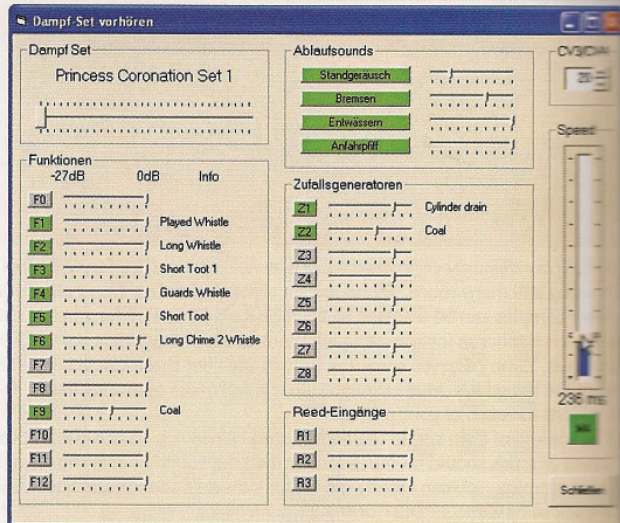 Dampf-Set vorhören
Dampf Set
Princess Coronation Set 1
Funktionen
-27dB 0dB Info
F0
F1 Played Whistle
F2 Long Whistle
F3 Short Toot 1
F4 Guards Whistle
F5 Short Toot
F6 Long Chime 2 Whistle
F7
F8
F9 Coal
F10
F11
F12
Ablaufsounds
Standgeräusch
Bremsen
Entwässern
Anfahrpfiff
Zufallsgeneratoren
Z1 Cylinder drain
Z2 Coal
Z3
Z4
Z5
Z6
Z7
Z8
Reed-Eingänge
R1
R2
R3
20
Speed
236 ms
Schließen